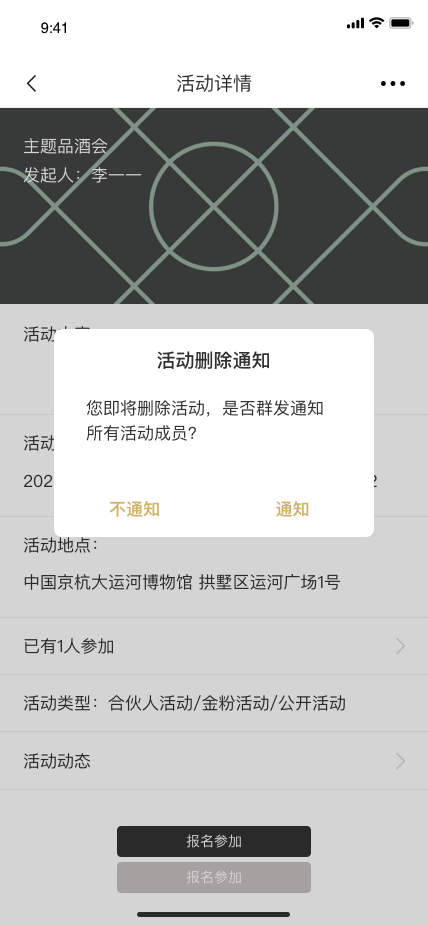 9:41
活动详情
主题品酒会
发起人：李一一
活动
活动删除通知
您即将删除活动，是否群发通知
所有活动成员？
活动
202
2
不通知
通知
活动地点：
中国京杭大运河博物馆 拱墅区运河广场1号
已有1人参加
活动类型：合伙人活动/金粉活动/公开活动
活动动态
报名参加
报名参加